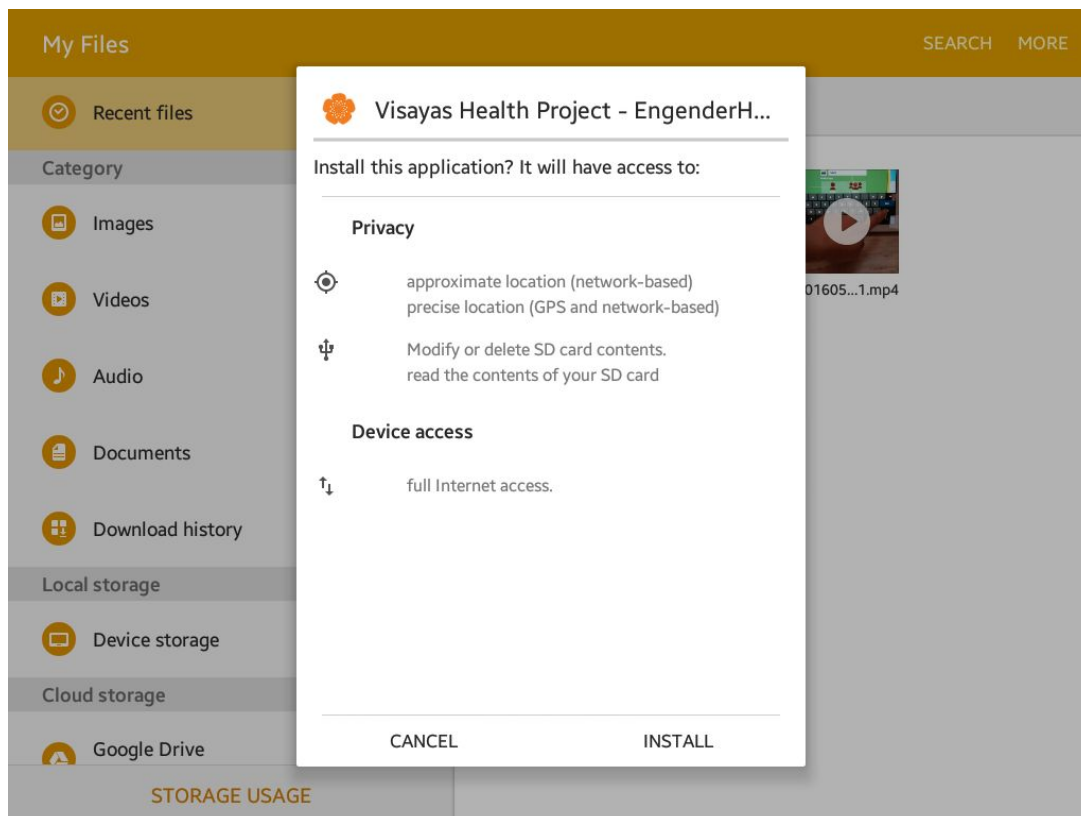 My Files
SEARCH
MORE
Recent files
Category
Images
Videos
Audio
Documents
Download history
Local storage
Device storage
Cloud storage
Google Drive
STORAGE USAGE
Visayas Health Project - EngenderH...
Install this application? It will have access to:
Privacy
approximate location (network-based)
precise location (GPS and network-based)
Modify or delete SD card contents.
read the contents of your SD card
Device access
full Internet access.
CANCEL
INSTALL
01605...1.mp4